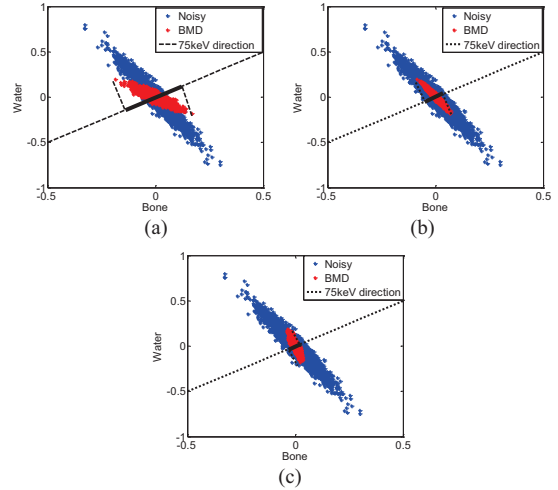 1
Noisy
BMD
75keV direction
0.5
Water
0
-0.5
-1
-0.5
0
0.5
Bone
(a)
1
Noisy
BMD
75keV direction
0.5
Water
0
-0.5
-1
-0.5
0
0.5
Bone
(b)
1
Noisy
BMD
75keV direction
0.5
Water
0
-0.5
-1
-0.5
0
0.5
Bone
(c)